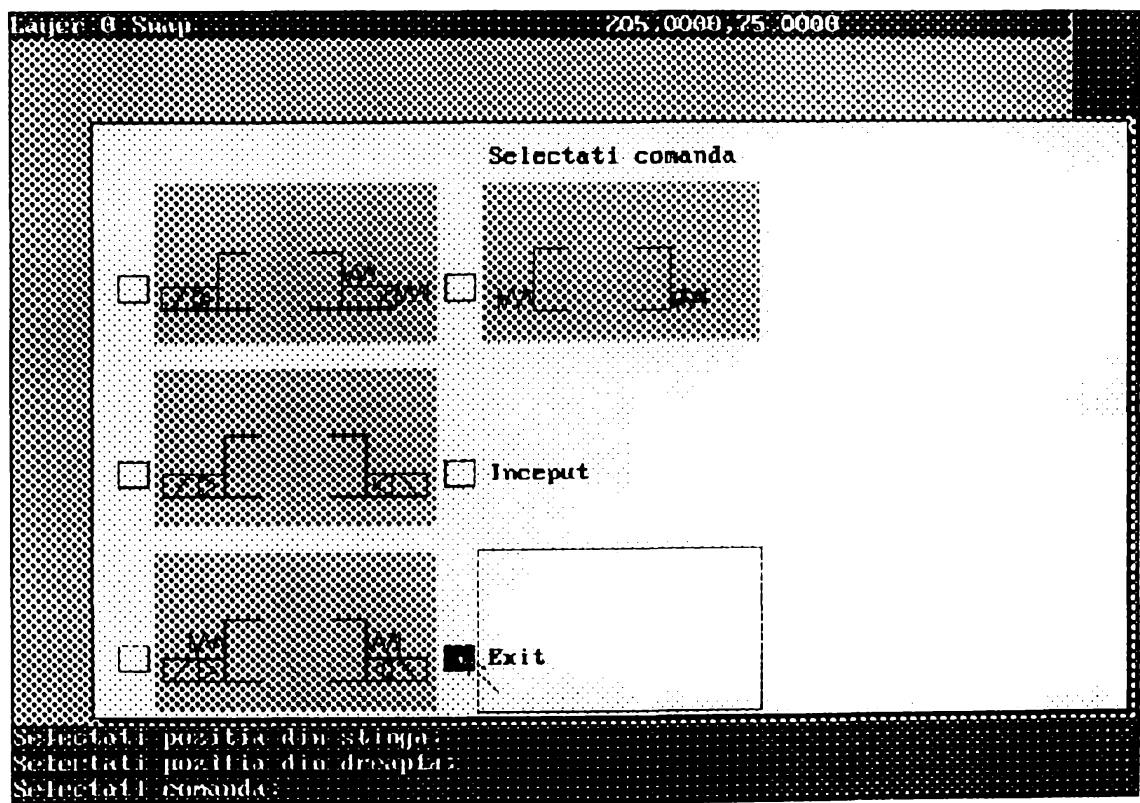 Layer 0 Snap 205.0000,75.0000
Selectati comanda
Inceput
Exit
Selectati pozitia din stinga:
Selectati pozitia din dreapta:
Selectati comanda: